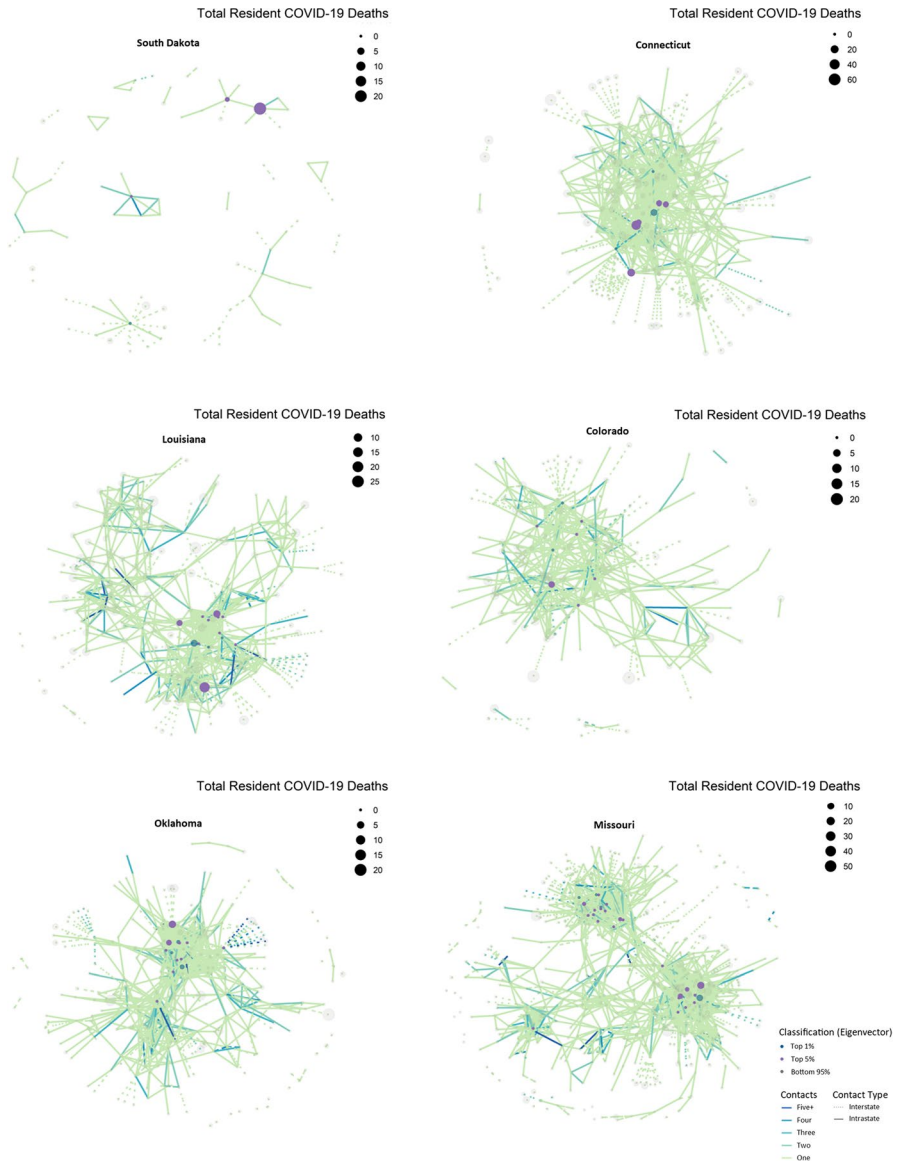 Total Resident COVID-19 Deaths
South Dakota
0
5
10
15
20
Total Resident COVID-19 Deaths
Connecticut
0
20
40
60
Total Resident COVID-19 Deaths
Louisiana
10
15
20
25
Total Resident COVID-19 Deaths
Colorado
0
5
10
15
20
Total Resident COVID-19 Deaths
Oklahoma
0
5
10
15
20
Total Resident COVID-19 Deaths
Missouri
10
20
30
40
50
Classification (Eigenvector)
Top 1%
Top 5%
Bottom 95%
Contacts
Five+
Four
Three
Two
One
Contact Type
Interstate
Intrastate